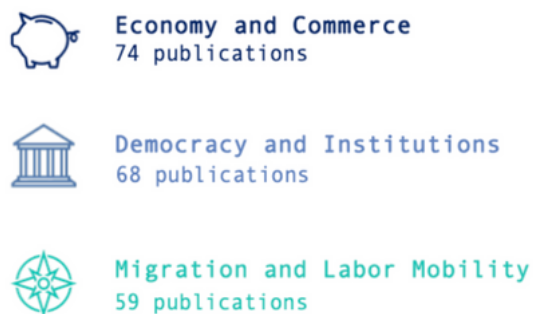 Economy and Commerce
74 publications
Democracy and Institutions
68 publications
Migration and Labor Mobility
59 publications